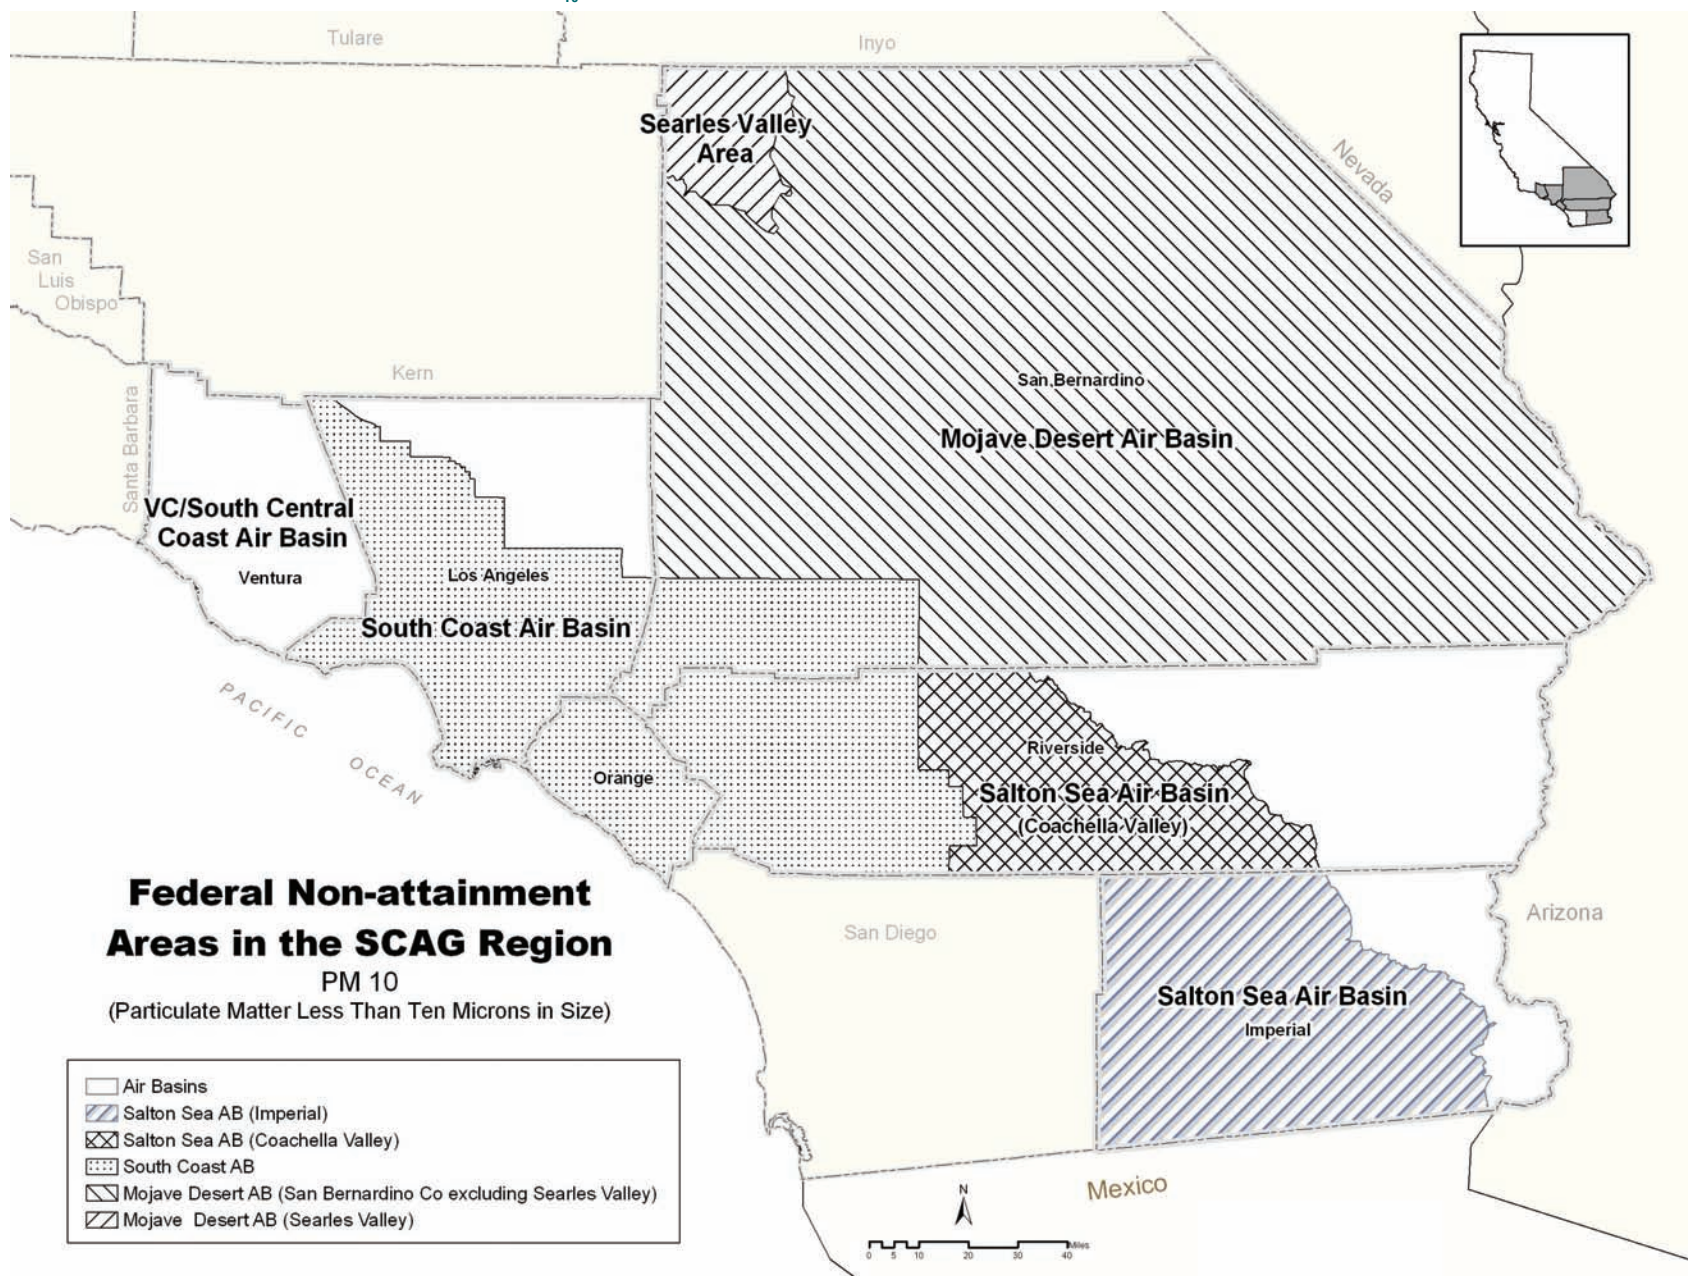 Tulare
Inyo
Searles Valley
Area
Nevada
San
Luis
Obispo
Kern
San Bernardino
Santa Barbara
Mojave Desert Air Basin
VC/South Central
Coast Air Basin
Ventura
Los Angeles
South Coast Air Basin
PACIFIC OCEAN
Riverside
Orange
Salton Sea Air Basin
(Coachella Valley)
Federal Non-attainment
Areas in the SCAG Region
PM 10
(Particulate Matter Less Than Ten Microns in Size)
San Diego
Arizona
Salton Sea Air Basin
Imperial
Air Basins
Salton Sea AB (Imperial)
Salton Sea AB (Coachella Valley)
South Coast AB
Mojave Desert AB (San Bernardino Co excluding Searles Valley)
Mojave Desert AB (Searles Valley)
Mexico
N
Miles
0 5 10 20 30 40